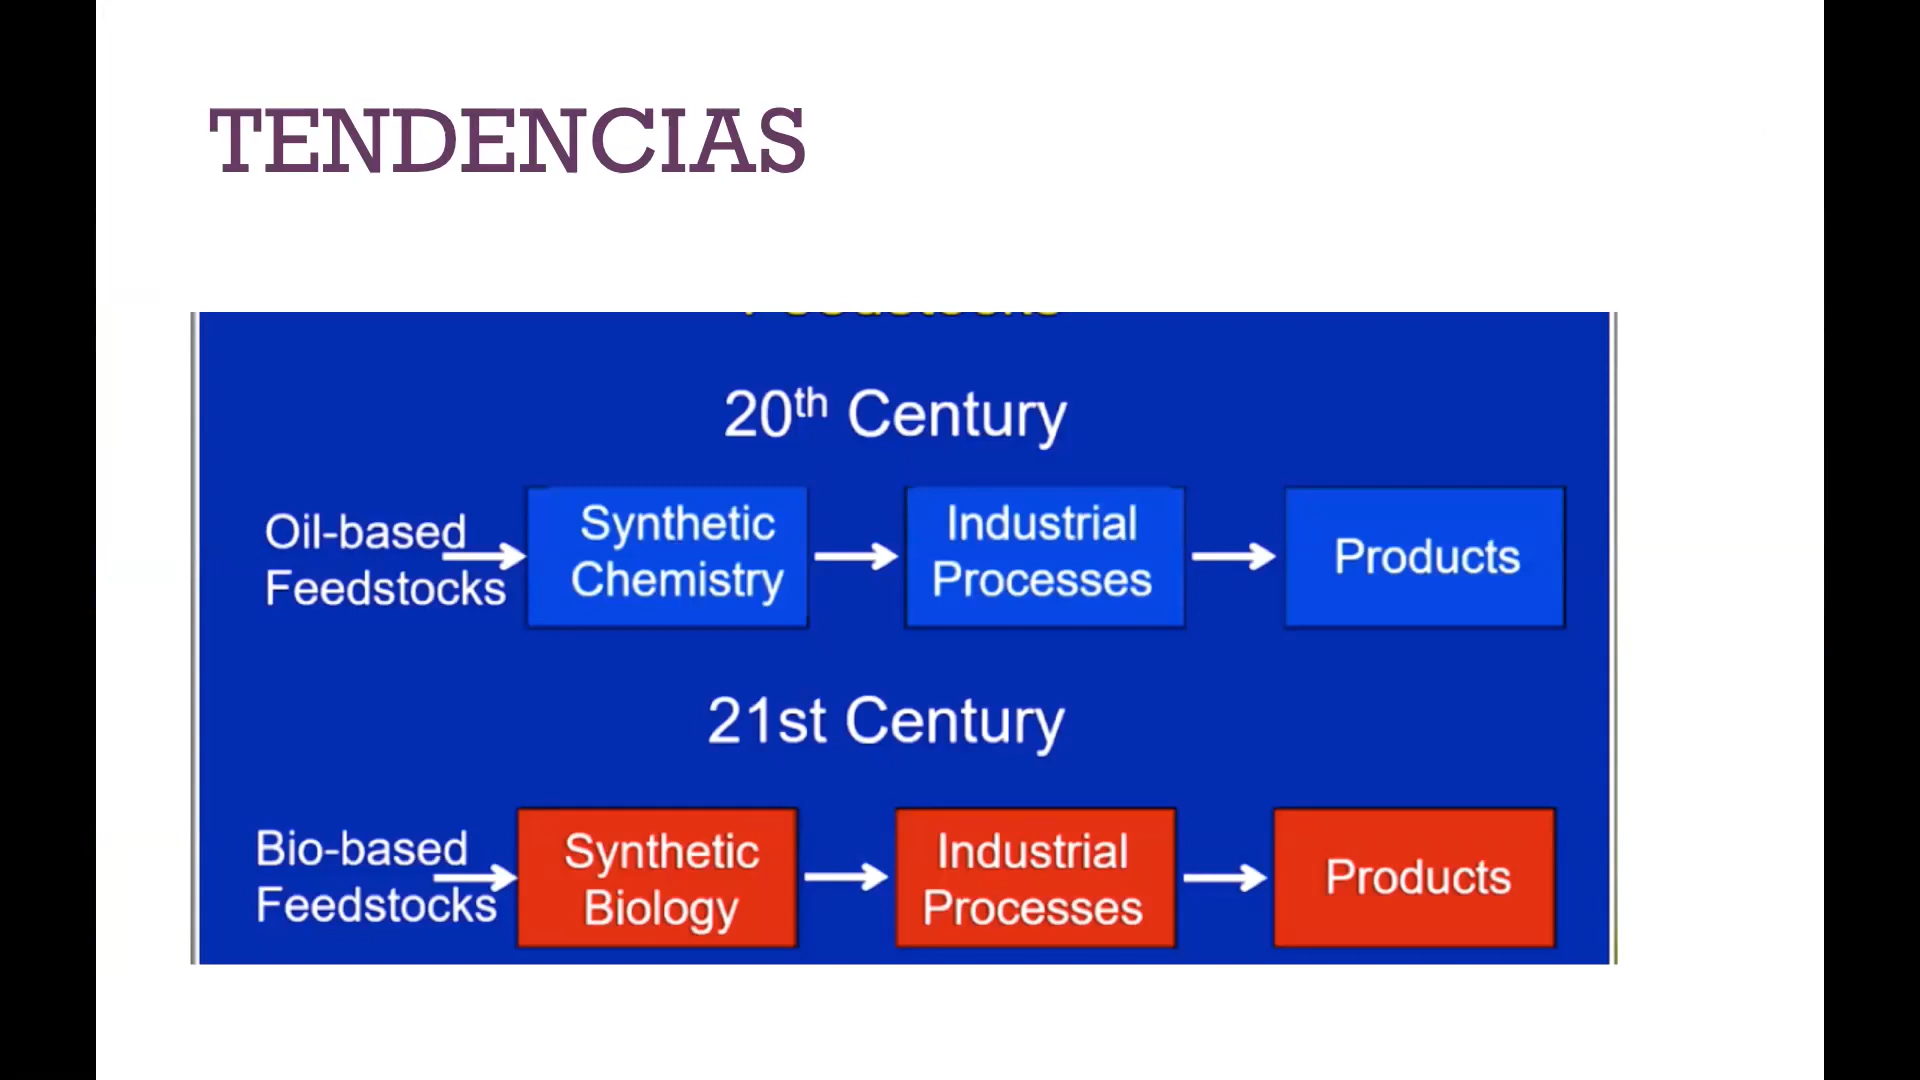 TENDENCIAS
20th Century
Oil-based
Feedstocks
Synthetic
Chemistry
Industrial
Processes
Products
21st Century
Bio-based
Feedstocks
Synthetic
Biology
Industrial
Processes
Products